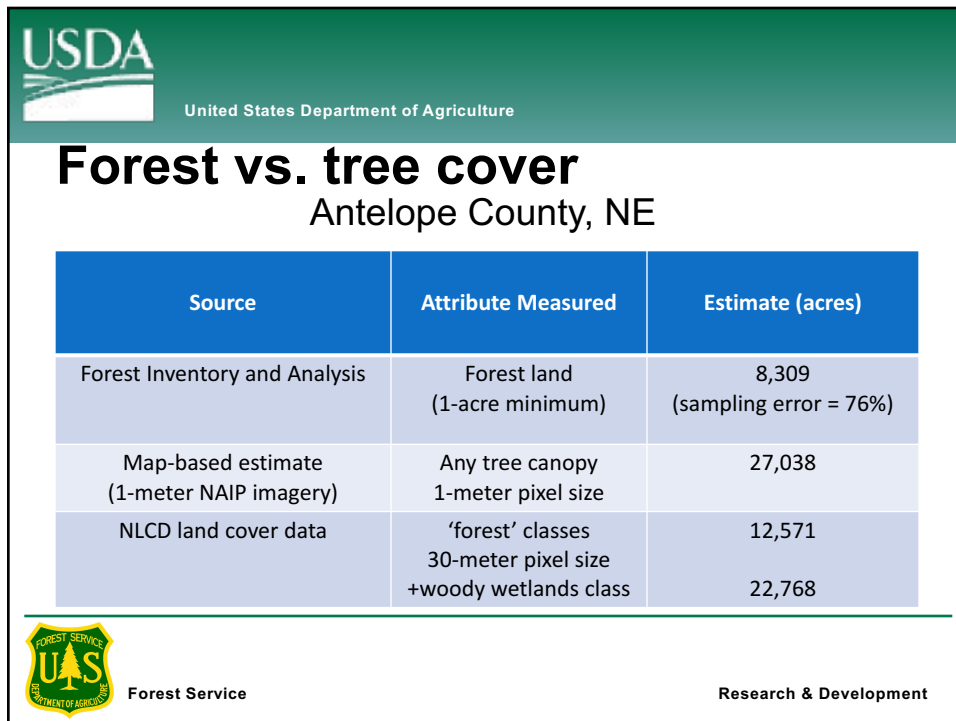 USDA
United States Department of Agriculture
Forest vs. tree cover
Antelope County, NE
Source Attribute Measured Estimate (acres)
Forest Inventory and Analysis Forest land 8,309
(1-acre minimum) (sampling error = 76%)
Map-based estimate Any tree canopy 27,038
(1-meter NAIP imagery) 1-meter pixel size
NLCD land cover data ‘forest’ classes 12,571
30-meter pixel size
+woody wetlands class 22,768
FOREST SERVICE
U S
DEPARTMENT OF AGRICULTURE
Forest Service Research & Development